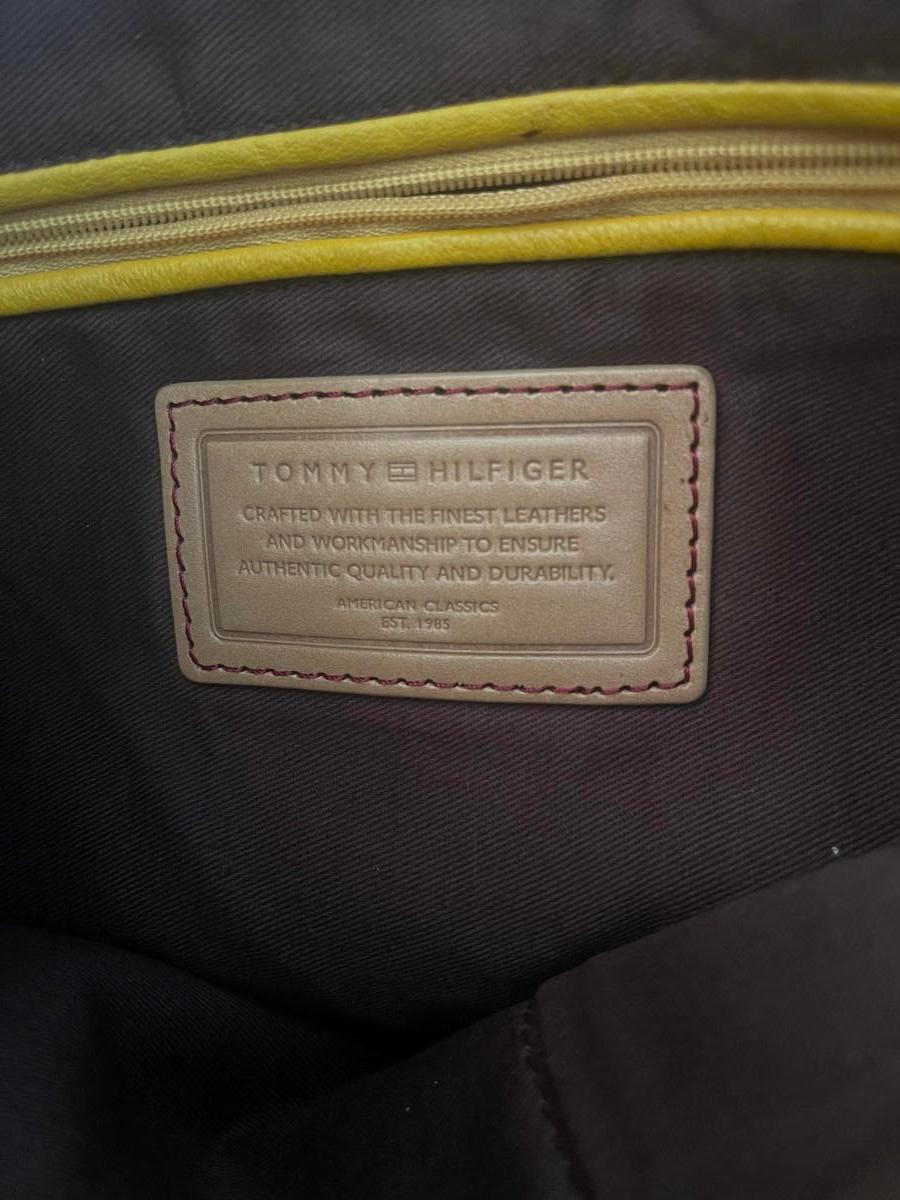 TOMMY HILFIGER
CRAFTED WITH THE FINEST LEATHERS
AND WORKMANSHIP TO ENSURE
AUTHENTIC QUALITY AND DURABILITY.
AMERICAN CLASSICS
EST. 1985